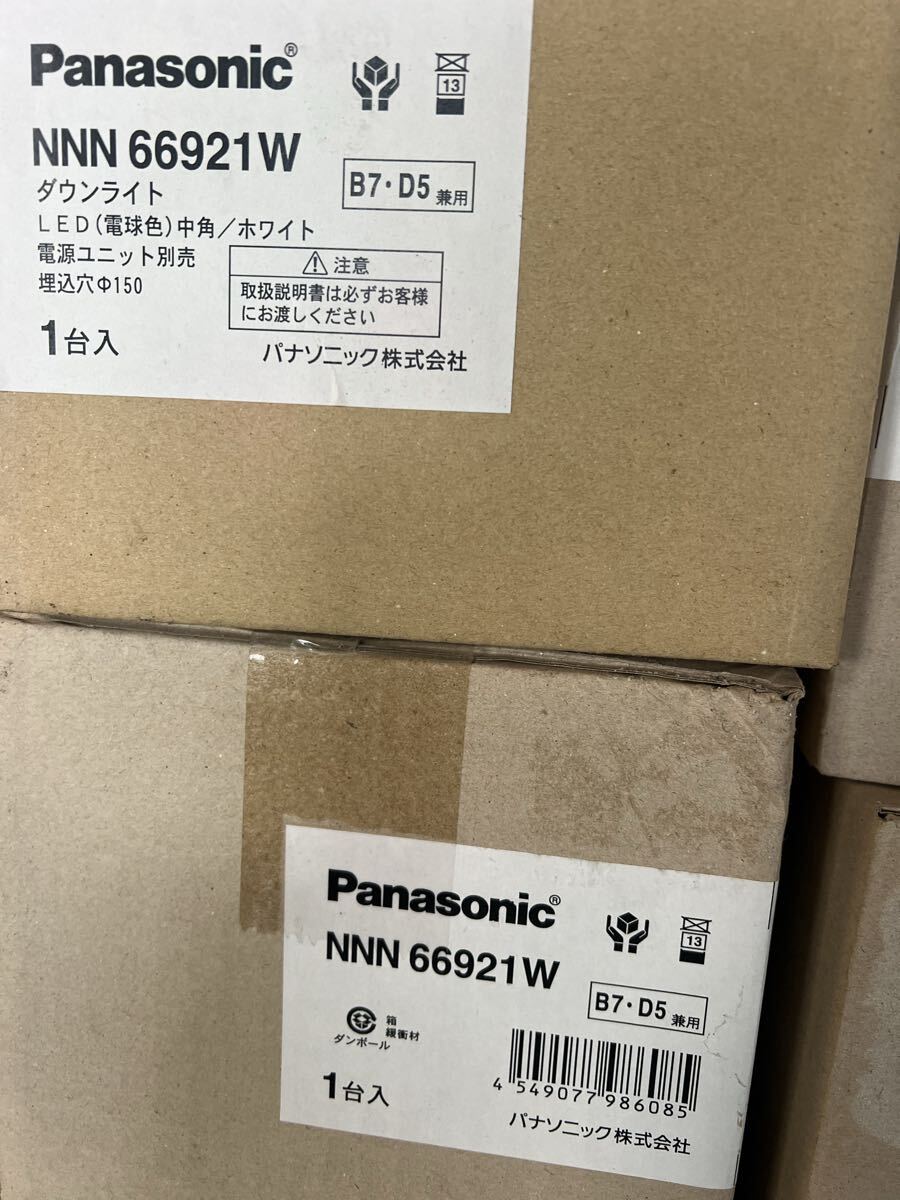 Panasonic®
13
NNN 66921W
B7・D5 兼用
ダウンライト
LED(電球色)中角／ホワイト
電源ユニット別売
埋込穴Φ150
注意
取扱説明書は必ずお客様
にお渡しください
1台入
パナソニック株式会社
Panasonic®
13
NNN 66921W
B7・D5 兼用
箱
緩衝材
ダンボール
1台入
4 549077 986085
パナソニック株式会社